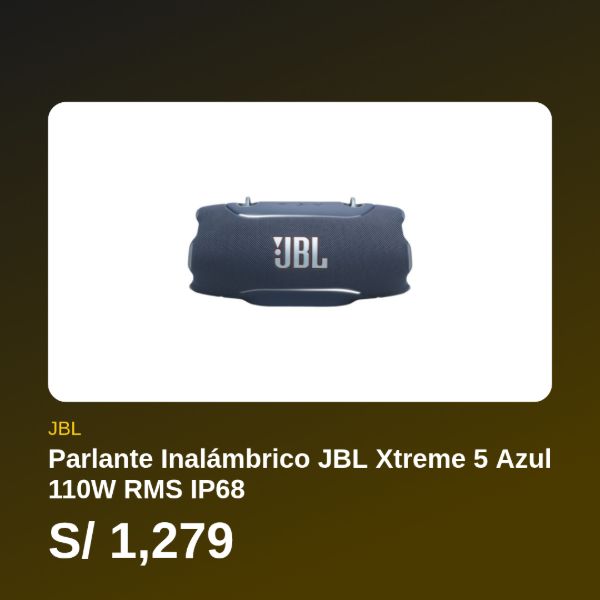 JBL
JBL
Parlante Inalámbrico JBL Xtreme 5 Azul
110W RMS IP68
S/ 1,279